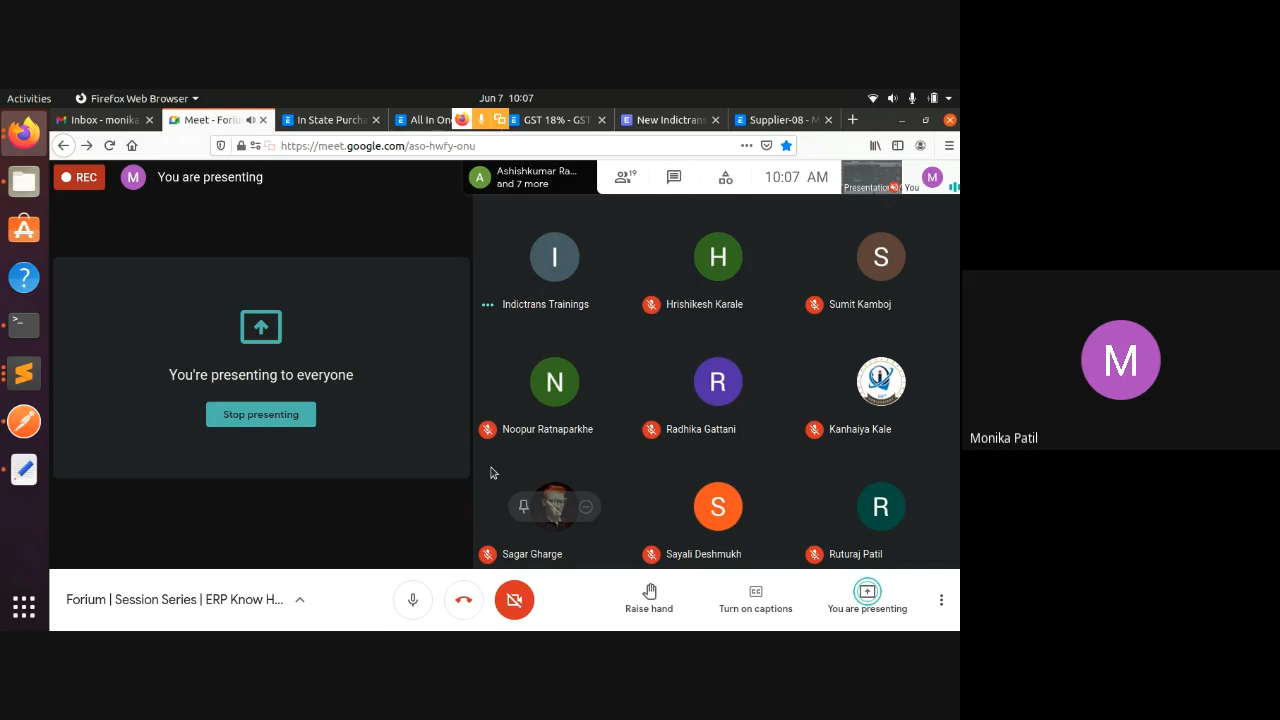 Activities
Firefox Web Browser
Jun 7 10:07
Inbox - monika
Meet - Foriu
In State Purcha
All In On
GST 18% - GST
New Indictrans
Supplier-08 - M
https://meet.google.com/aso-hwfy-onu
REC
M
You are presenting
A
Ashishkumar Ra...
and 7 more
19
10:07 AM
Presentation
You
M
I
H
S
Indictrans Trainings
Hrishikesh Karale
Sumit Kamboj
You're presenting to everyone
Stop presenting
N
R
Noopur Ratnaparkhe
Radhika Gattani
Kanhaiya Kale
M
Monika Patil
S
R
Sagar Gharge
Sayali Deshmukh
Ruturaj Patil
Forium | Session Series | ERP Know H...
Raise hand
Turn on captions
You are presenting